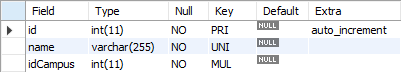 Field Type Null Key Default Extra
id int(11) NO PRI NULL auto_increment
name varchar(255) NO UNI NULL
idCampus int(11) NO MUL NULL